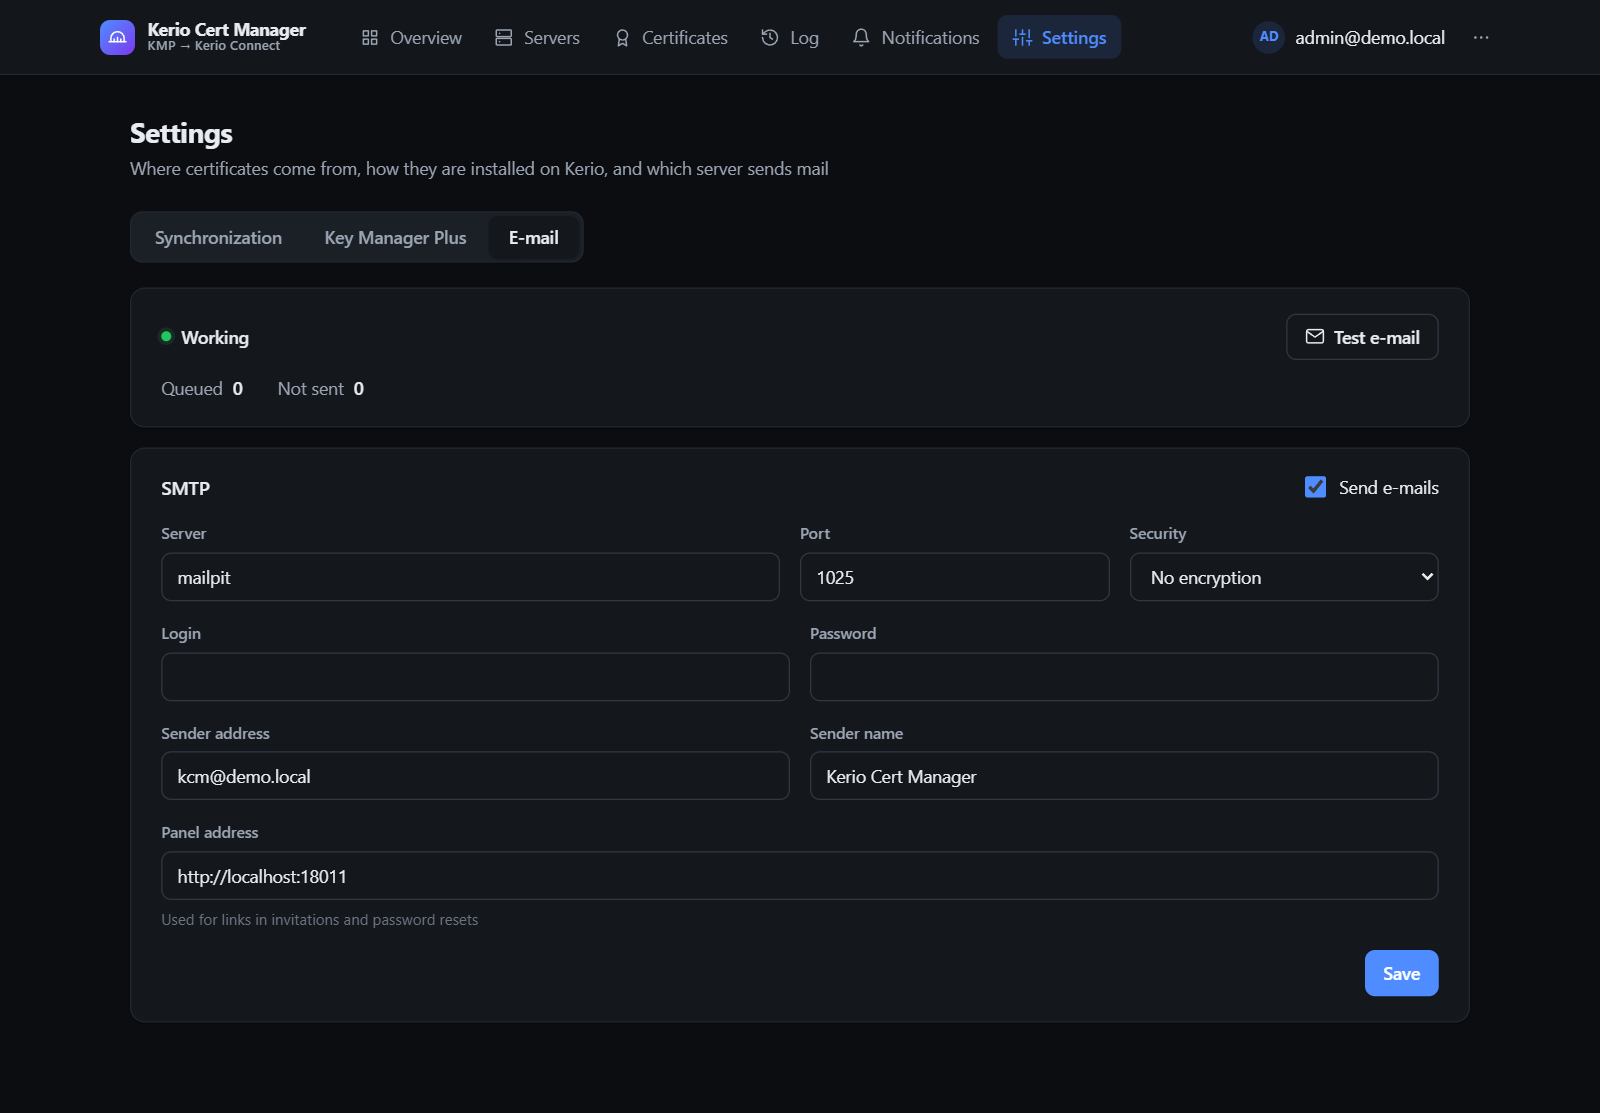 Kerio Cert Manager
KMP → Kerio Connect
Overview
Servers
Certificates
Log
Notifications
Settings
AD
admin@demo.local
...
Settings
Where certificates come from, how they are installed on Kerio, and which server sends mail
Synchronization
Key Manager Plus
E-mail
Working
Test e-mail
Queued 0
Not sent 0
SMTP
Send e-mails
Server
Port
Security
mailpit
1025
No encryption
Login
Password
Sender address
Sender name
kcm@demo.local
Kerio Cert Manager
Panel address
http://localhost:18011
Used for links in invitations and password resets
Save